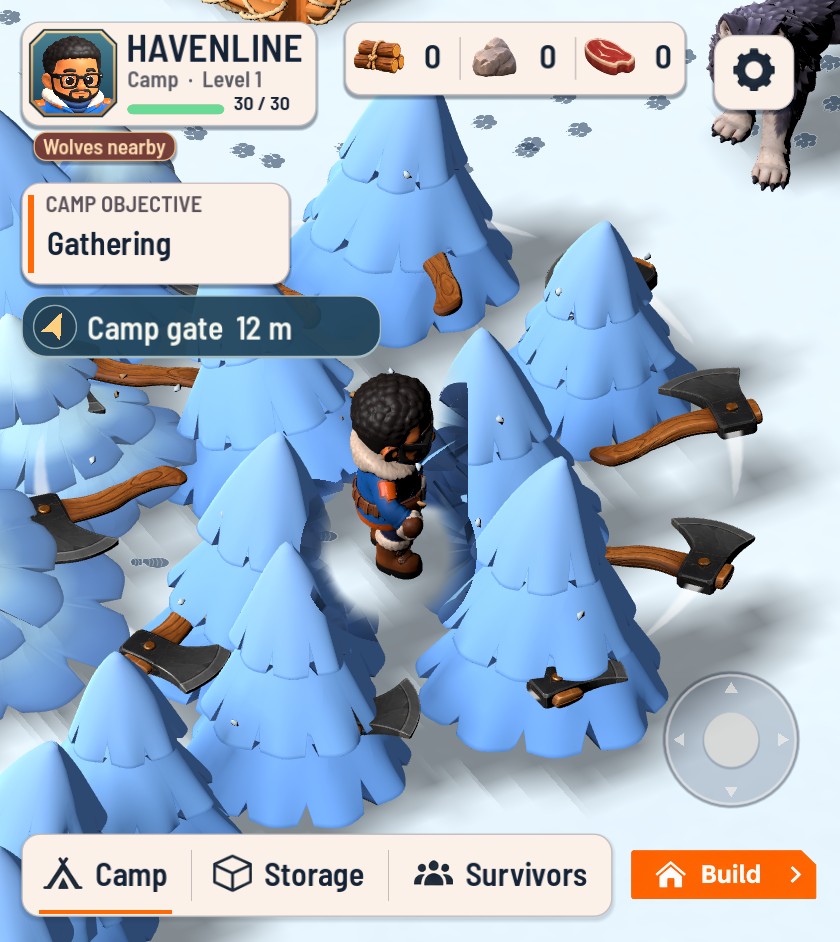 HAVENLINE
Camp · Level 1
30 / 30
0
0
0
Wolves nearby
CAMP OBJECTIVE
Gathering
Camp gate 12 m
Camp
Storage
Survivors
Build